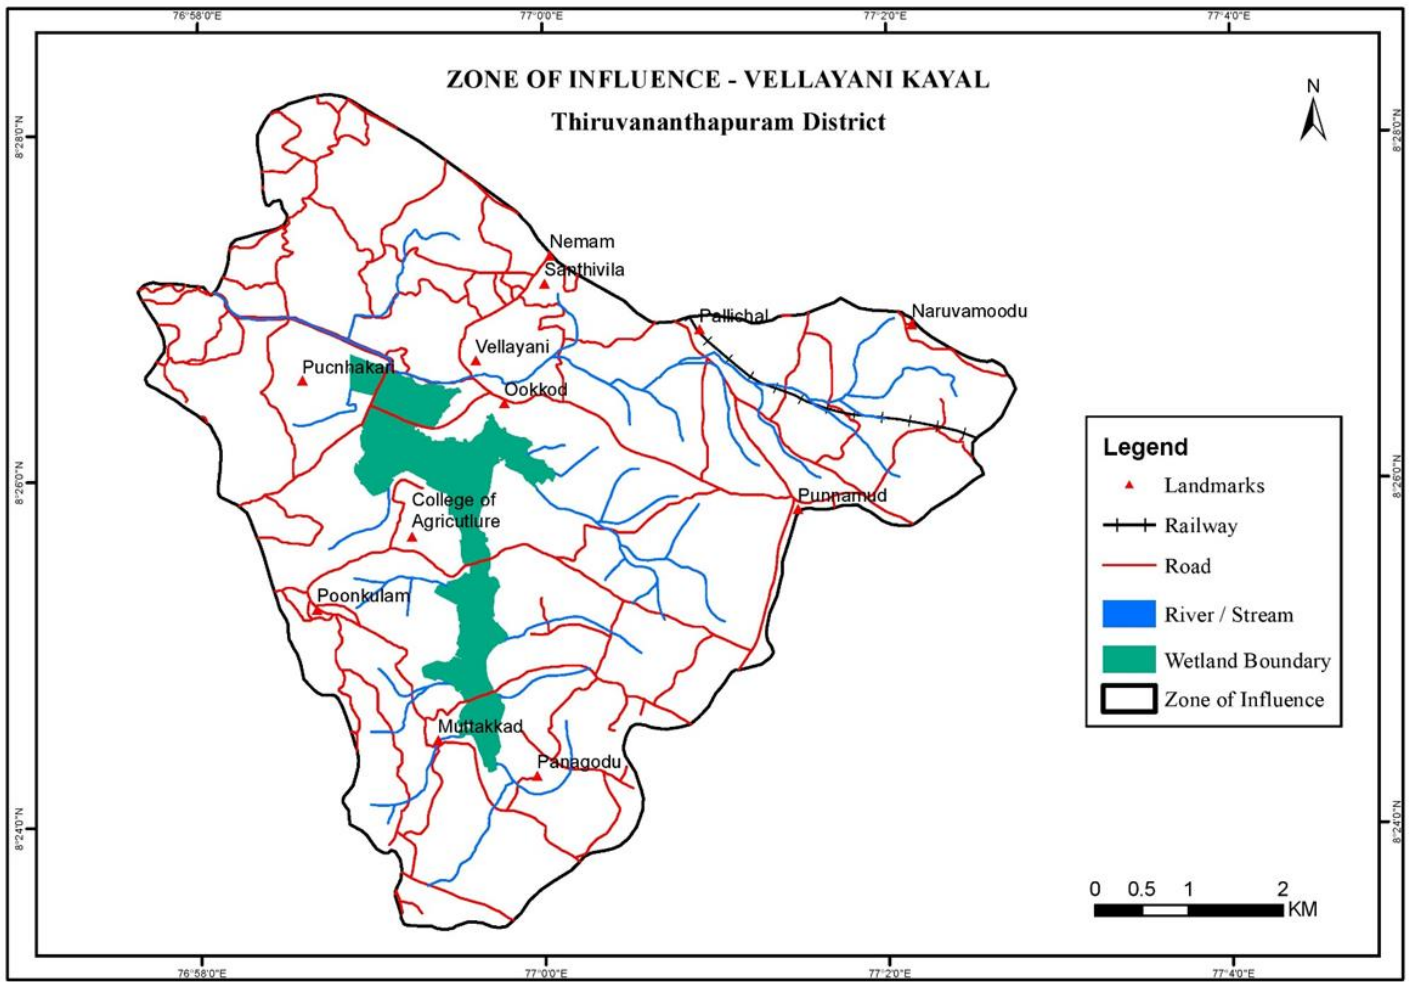 76°58'0"E 77°0'0"E 77°2'0"E 77°4'0"E
ZONE OF INFLUENCE - VELLAYANI KAYAL
Thiruvananthapuram District
N
8°28'0"N 8°28'0"N
Nemam
Santhivila
Pallichal
Naruvamoodu
Vellayani
Pucnhakari
Ookkod
8°26'0"N 8°26'0"N
College of
Agricutlure
Punnamud
Poonkulam
Muttakkad
Panagodu
Legend
Landmarks
Railway
Road
River / Stream
Wetland Boundary
Zone of Influence
8°24'0"N 8°24'0"N
0 0.5 1 2
KM
76°58'0"E 77°0'0"E 77°2'0"E 77°4'0"E